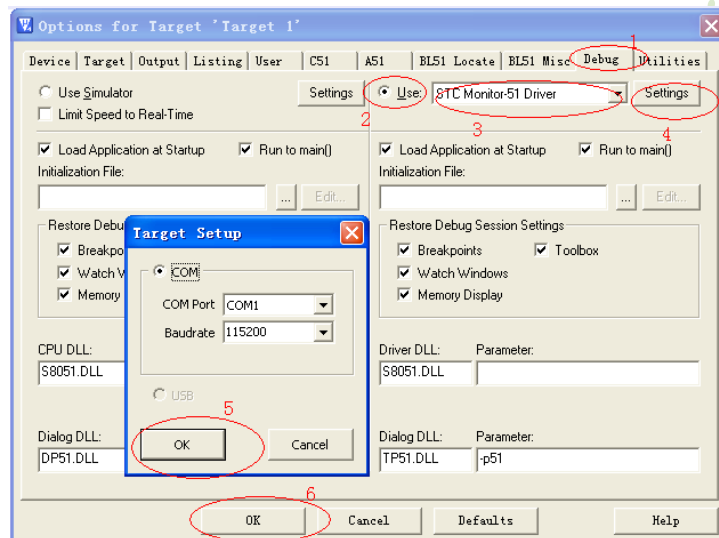 Options for Target 'Target 1'
1
Device Target Output Listing User C51 A51 BL51 Locate BL51 Misc Debug Utilities
Use Simulator Settings Use: STC Monitor-51 Driver Settings
Limit Speed to Real-Time
2 3 4
Load Application at Startup Run to main() Load Application at Startup Run to main()
Initialization File: Initialization File:
... Edit... ... Edit...
Restore Debu Restore Debug Session Settings
Breakpo Breakpoints Toolbox
Watch W Watch Windows
Memory Memory Display
Target Setup
COM
COM Port COM1
Baudrate 115200
USB
5
OK Cancel
CPU DLL: Driver DLL: Parameter:
S8051.DLL S8051.DLL
Dialog DLL: Dialog DLL: Parameter:
DP51.DLL TP51.DLL -p51
6
OK Cancel Defaults Help